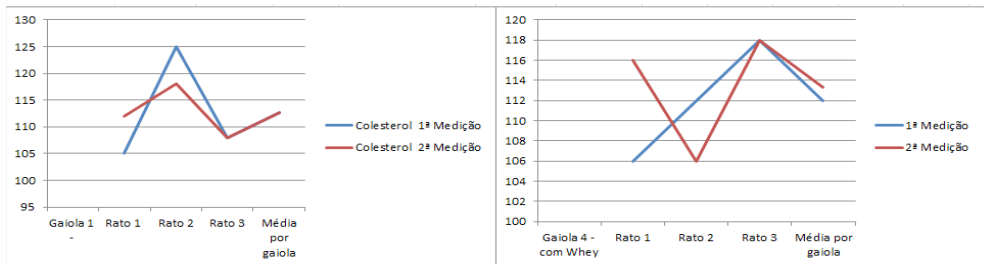 130
125
120
115
110
105
100
95
Gaiola 1
-
Rato 1
Rato 2
Rato 3
Média
por
gaiola
Colesterol 1ª Medição
Colesterol 2ª Medição
120
118
116
114
112
110
108
106
104
102
100
Gaiola 4 -
com Whey
Rato 1
Rato 2
Rato 3
Média por
gaiola
1ª Medição
2ª Medição